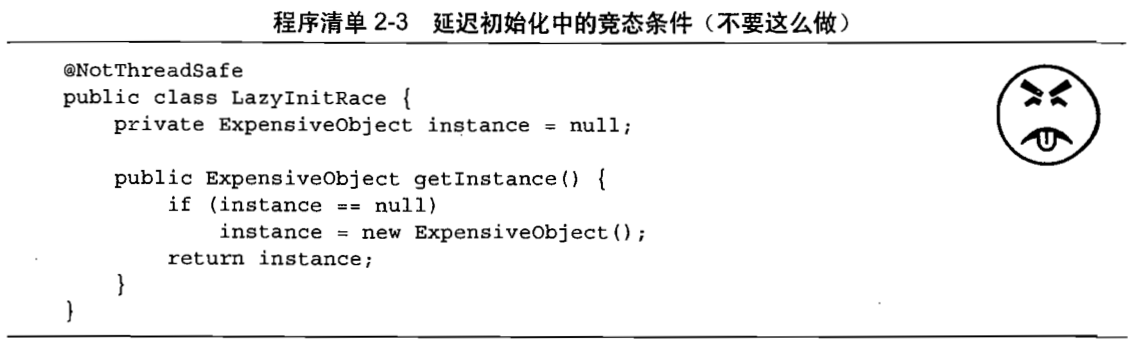 程序清单 2-3 延迟初始化中的竞态条件（不要这么做）
@NotThreadSafe
public class LazyInitRace {
    private ExpensiveObject instance = null;
    public ExpensiveObject getInstance() {
        if (instance == null)
            instance = new ExpensiveObject();
        return instance;
    }
}